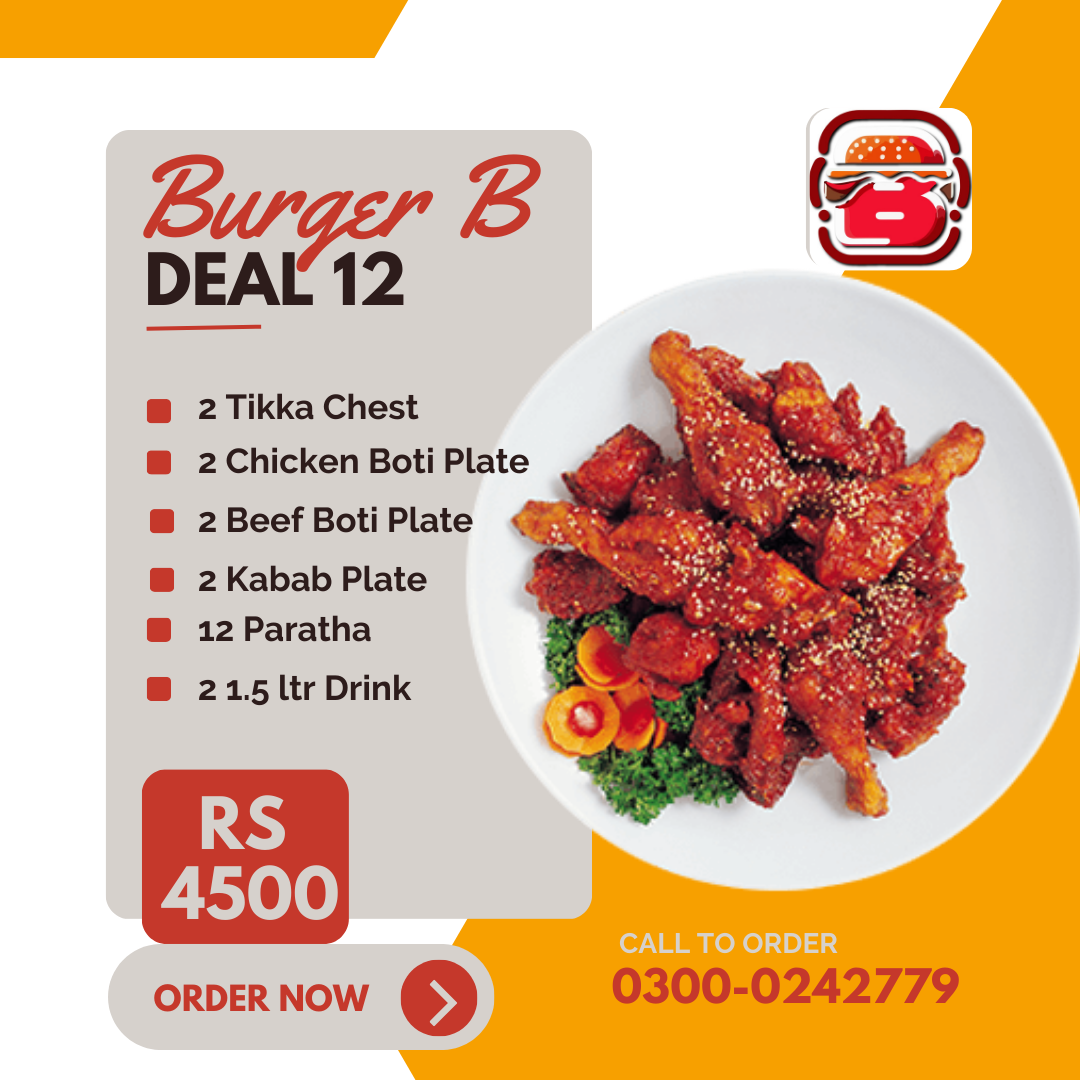 Burger B
DEAL 12
2 Tikka Chest
2 Chicken Boti Plate
2 Beef Boti Plate
2 Kabab Plate
12 Paratha
2 1.5 ltr Drink
RS
4500
ORDER NOW
CALL TO ORDER
0300-0242779